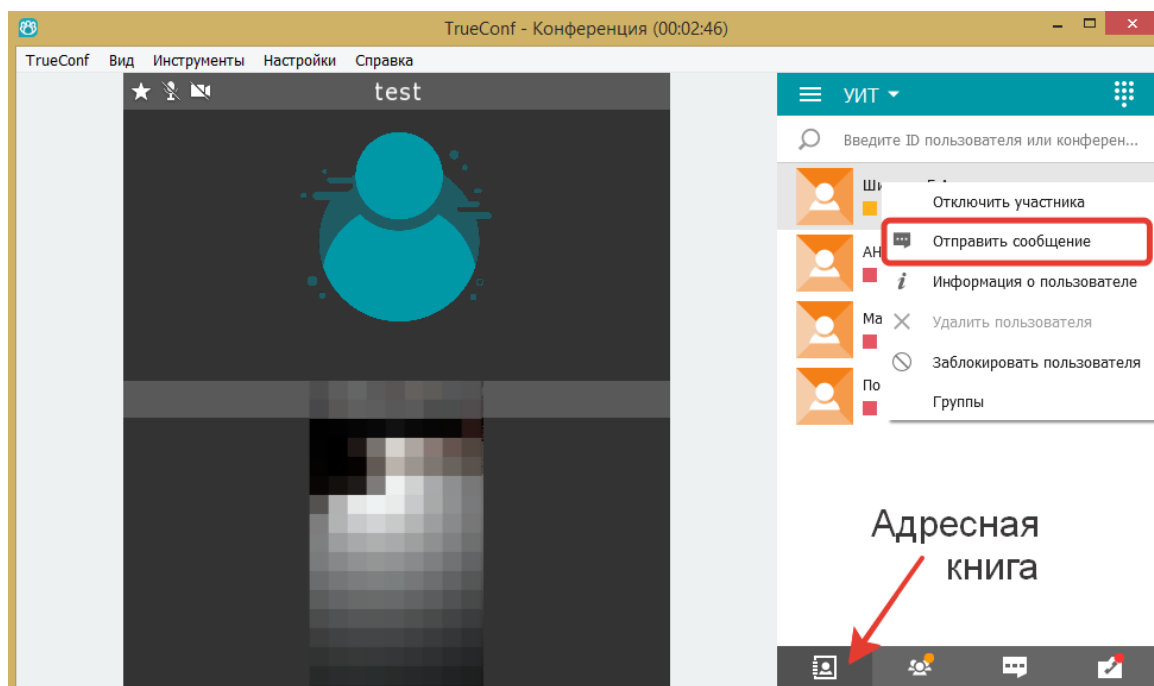 TrueConf - Конференция (00:02:46)
TrueConf Вид Инструменты Настройки Справка
test
УИТ
Введите ID пользователя или конферен...
Отключить участника
Отправить сообщение
Информация о пользователе
Удалить пользователя
Заблокировать пользователя
Группы
Адресная
книга